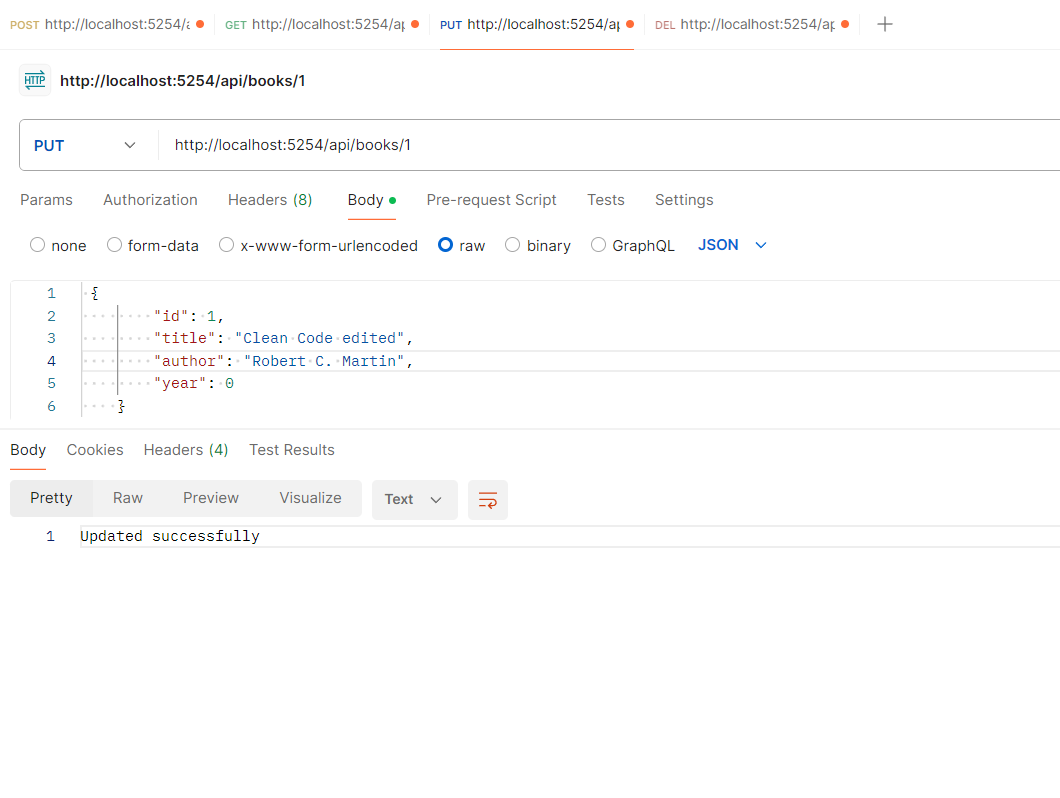 POST http://localhost:5254/a GET http://localhost:5254/ap PUT http://localhost:5254/ap DEL http://localhost:5254/ap
HTTP http://localhost:5254/api/books/1
PUT http://localhost:5254/api/books/1
Params Authorization Headers (8) Body Pre-request Script Tests Settings
none form-data x-www-form-urlencoded raw binary GraphQL JSON
1 {
2 "id": 1,
3 "title": "Clean Code edited",
4 "author": "Robert C. Martin",
5 "year": 0
6 }
Body Cookies Headers (4) Test Results
Pretty Raw Preview Visualize Text
1 Updated successfully